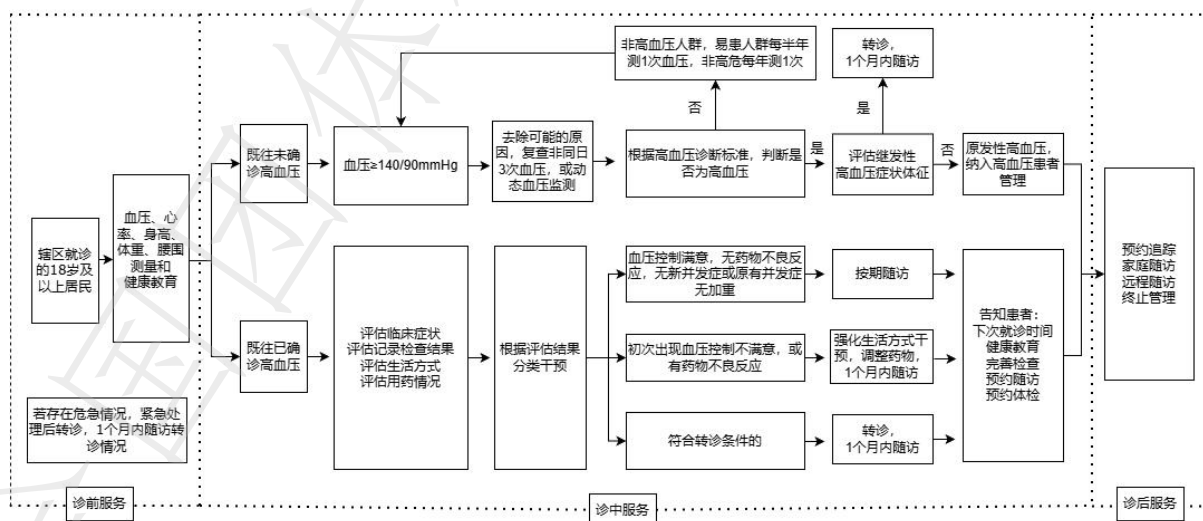 非高血压人群，易患人群每半年
测1次血压，非高危每年测1次
转诊，
1个月内随访
否
是
既往未确
诊高血压
血压≥140/90mmHg
去除可能的原
因，复查非同日
3次血压，或动
态血压监测
根据高血压诊断标准，判断是
否为高血压
是
评估继发性
高血压症状体征
否
原发性高血压，
纳入高血压患者
管理
辖区就诊
的18岁及
以上居民
血压、心
率、身高、
体重、腰围
测量和
健康教育
既往已确
诊高血压
评估临床症状
评估记录检查结果
评估生活方式
评估用药情况
根据评估结果
分类干预
血压控制满意，无药物不良反
应，无新并发症或原有并发症
无加重
按期随访
初次出现血压控制不满意，或
有药物不良反应
强化生活方式干
预，调整药物，
1个月内随访
符合转诊条件的
转诊，
1个月内随访
告知患者：
下次就诊时间
健康教育
完善检查
预约随访
预约体检
预约追踪
家庭随访
远程随访
终止管理
若存在危急情况，紧急处
理后转诊，1个月内随访转
诊情况
诊前服务
诊中服务
诊后服务